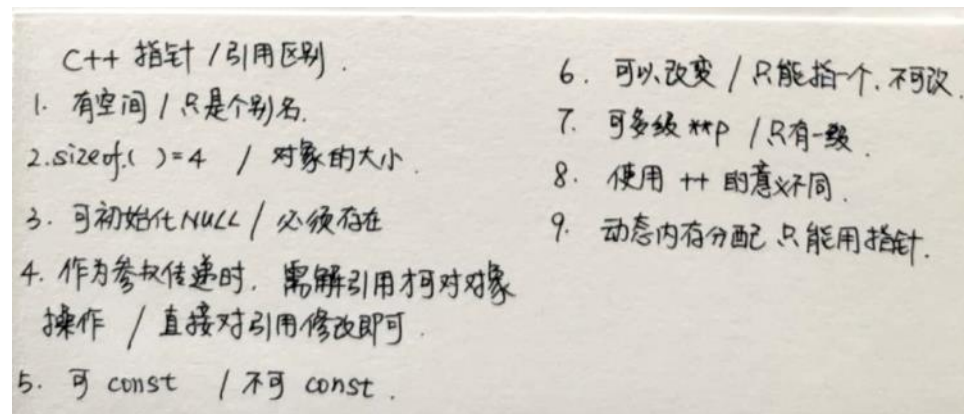 C++ 指针 / 引用区别.
1. 有空间 / 只是个别名.
2. sizeof.( )=4 / 对象的大小.
3. 可初始化NULL / 必须存在
4. 作为参权传递时, 需解引用才可对对象
操作 / 直接对引用修改即可.
5. 可 const / 不可 const.
6. 可以改变 / 只能指一个、不可改.
7. 可多级 **p / 只有一级.
8. 使用 ++ 的意义不同.
9. 动态内存分配只能用指针.